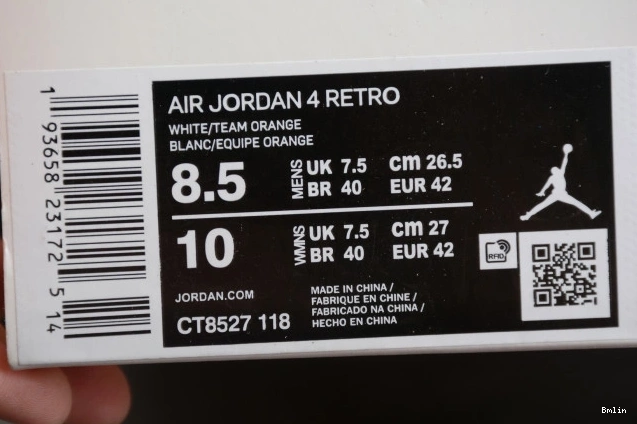 AIR JORDAN 4 RETRO
WHITE/TEAM ORANGE
BLANC/EQUIPE ORANGE
8.5 MENS UK 7.5 cm 26.5
BR 40 EUR 42
10 WMNS UK 7.5 cm 27
BR 40 EUR 42
RFID
JORDAN.COM
CT8527 118
MADE IN CHINA /
FABRIQUE EN CHINE /
FABRICADO NA CHINA /
HECHO EN CHINA
1 93658 23172 5 14
Bmlin